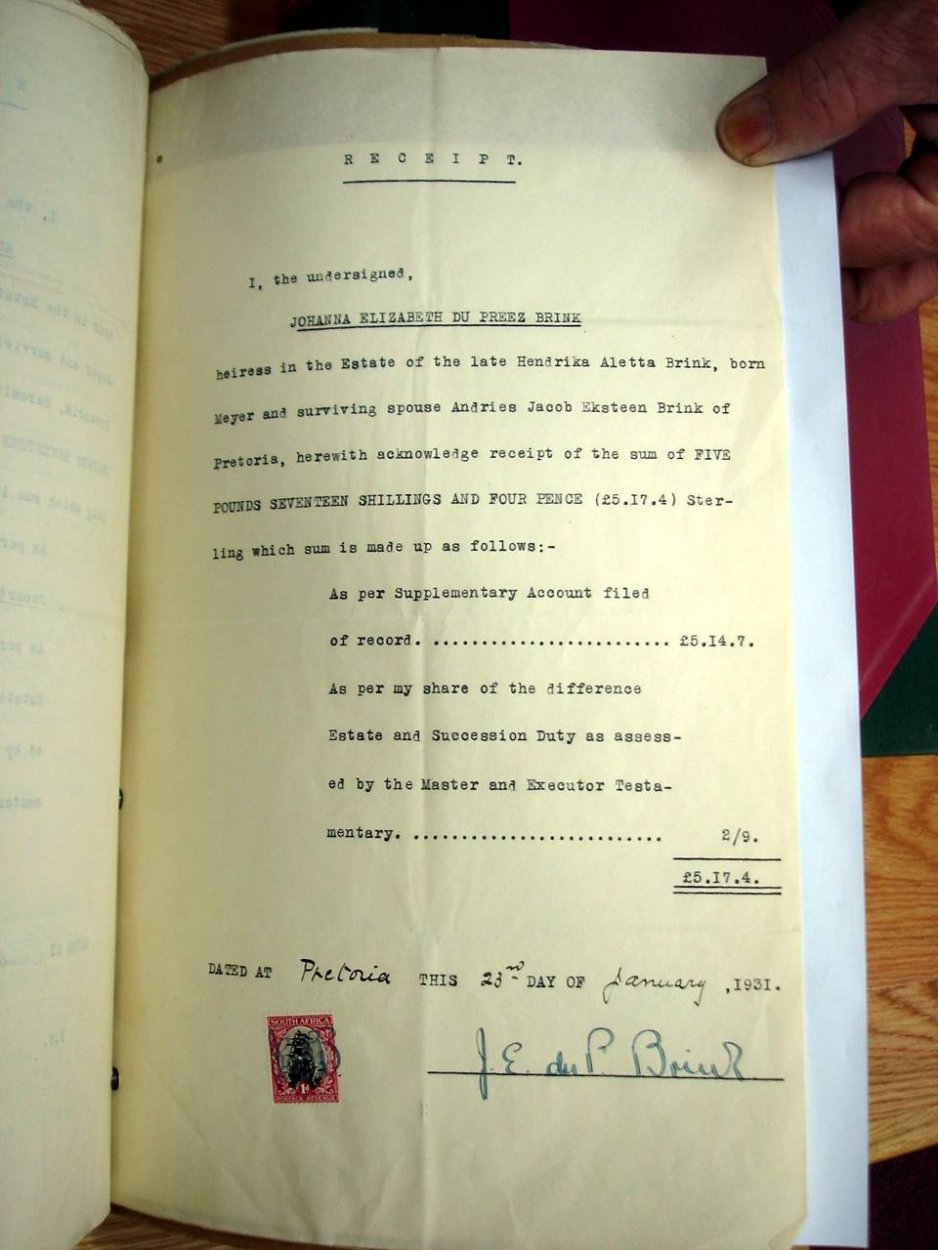 R E C E I P T.
I, the undersigned,
JOHANNA ELIZABETH DU PREEZ BRINK
heiress in the Estate of the late Hendrika Aletta Brink, born
Meyer and surviving spouse Andries Jacob Eksteen Brink of
Pretoria, herewith acknowledge receipt of the sum of FIVE
POUNDS SEVENTEEN SHILLINGS AND FOUR PENCE (£5.17.4) Ster-
ling which sum is made up as follows:-
As per Supplementary Account filed
of record. ......................... £5.14.7.
As per my share of the difference
Estate and Succession Duty as assess-
ed by the Master and Executor Testa-
mentary. .......................... 2/9.
£5.17.4.
DATED AT Pretoria THIS 23rd DAY OF January, 1931.
SOUTH AFRICA
1D
POSTAGE REVENUE
J. E. du P. Brink